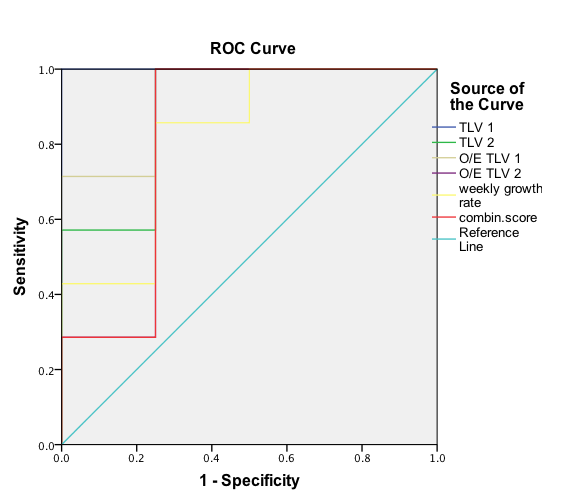 ROC Curve
Sensitivity
1.0
0.8
0.6
0.4
0.2
0.0
0.0 0.2 0.4 0.6 0.8 1.0
1 - Specificity
Source of
the Curve
TLV 1
TLV 2
O/E TLV 1
O/E TLV 2
weekly growth
rate
combin.score
Reference
Line